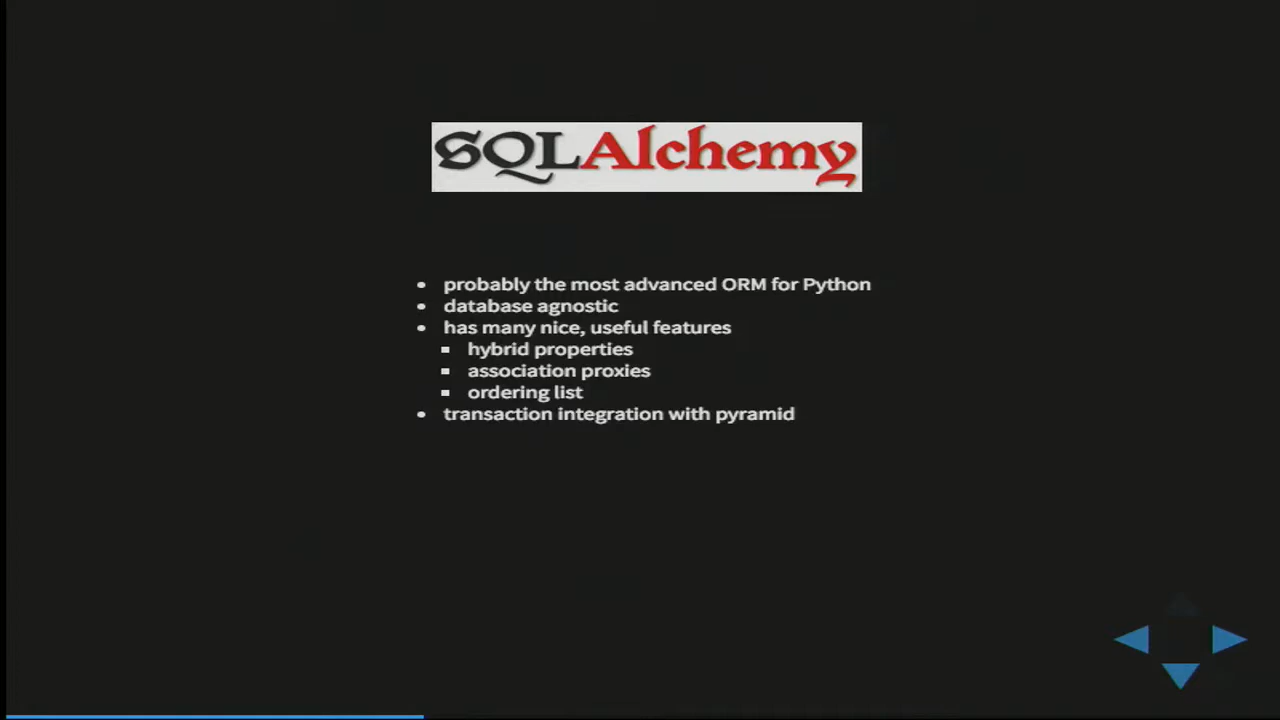 SQLAlchemy
• probably the most advanced ORM for Python
• database agnostic
• has many nice, useful features
▪ hybrid properties
▪ association proxies
▪ ordering list
• transaction integration with pyramid